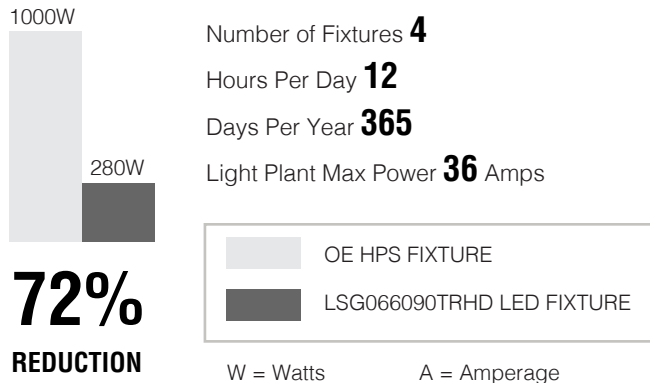 1000W
280W
72%
REDUCTION
Number of Fixtures 4
Hours Per Day 12
Days Per Year 365
Light Plant Max Power 36 Amps
OE HPS FIXTURE
LSG066090TRHD LED FIXTURE
W = Watts A = Amperage